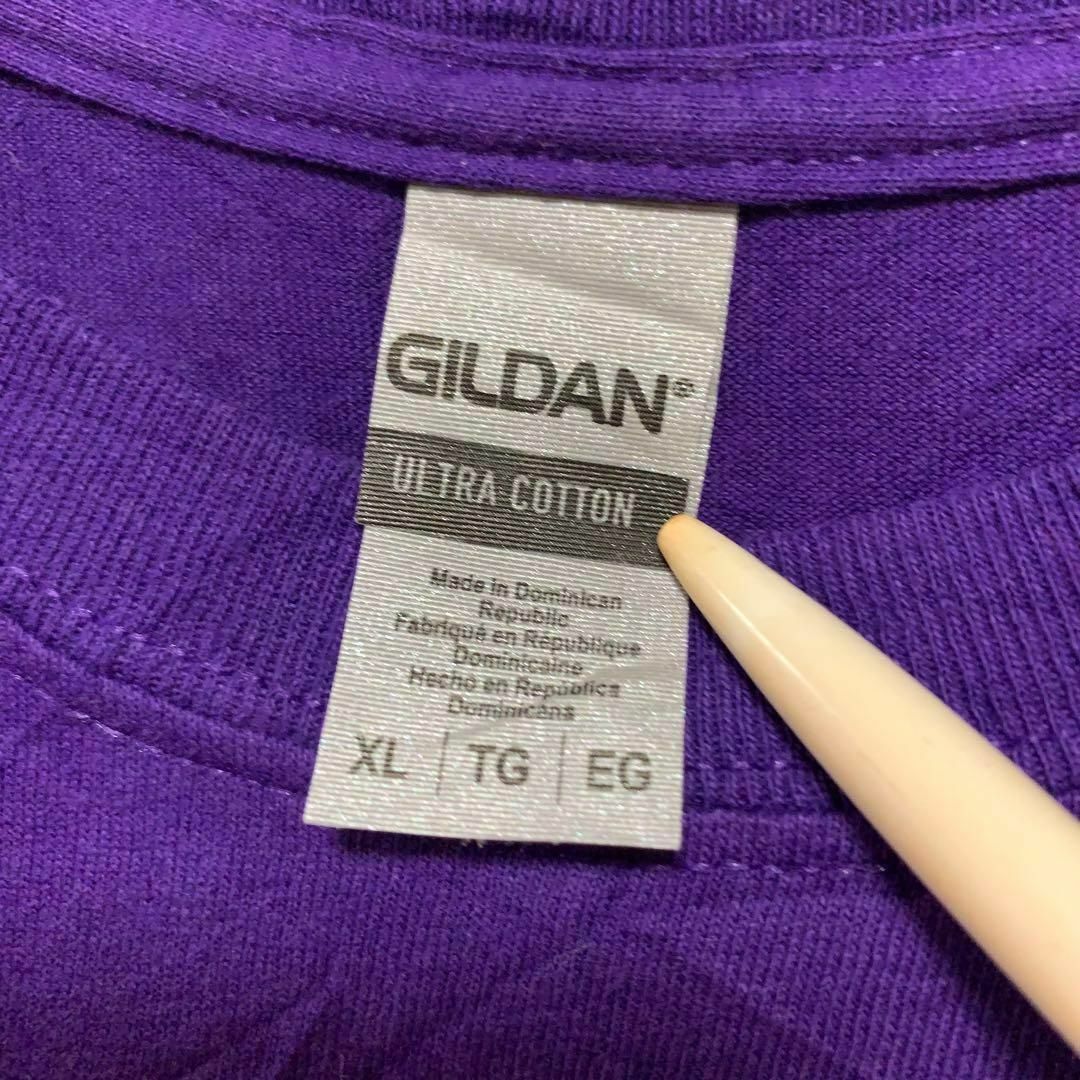 GILDAN®
ULTRA COTTON
Made in Dominican
Republic
Fabriqué en République
Dominicaine
Hecho en República
Dominicana
XL | TG | EG